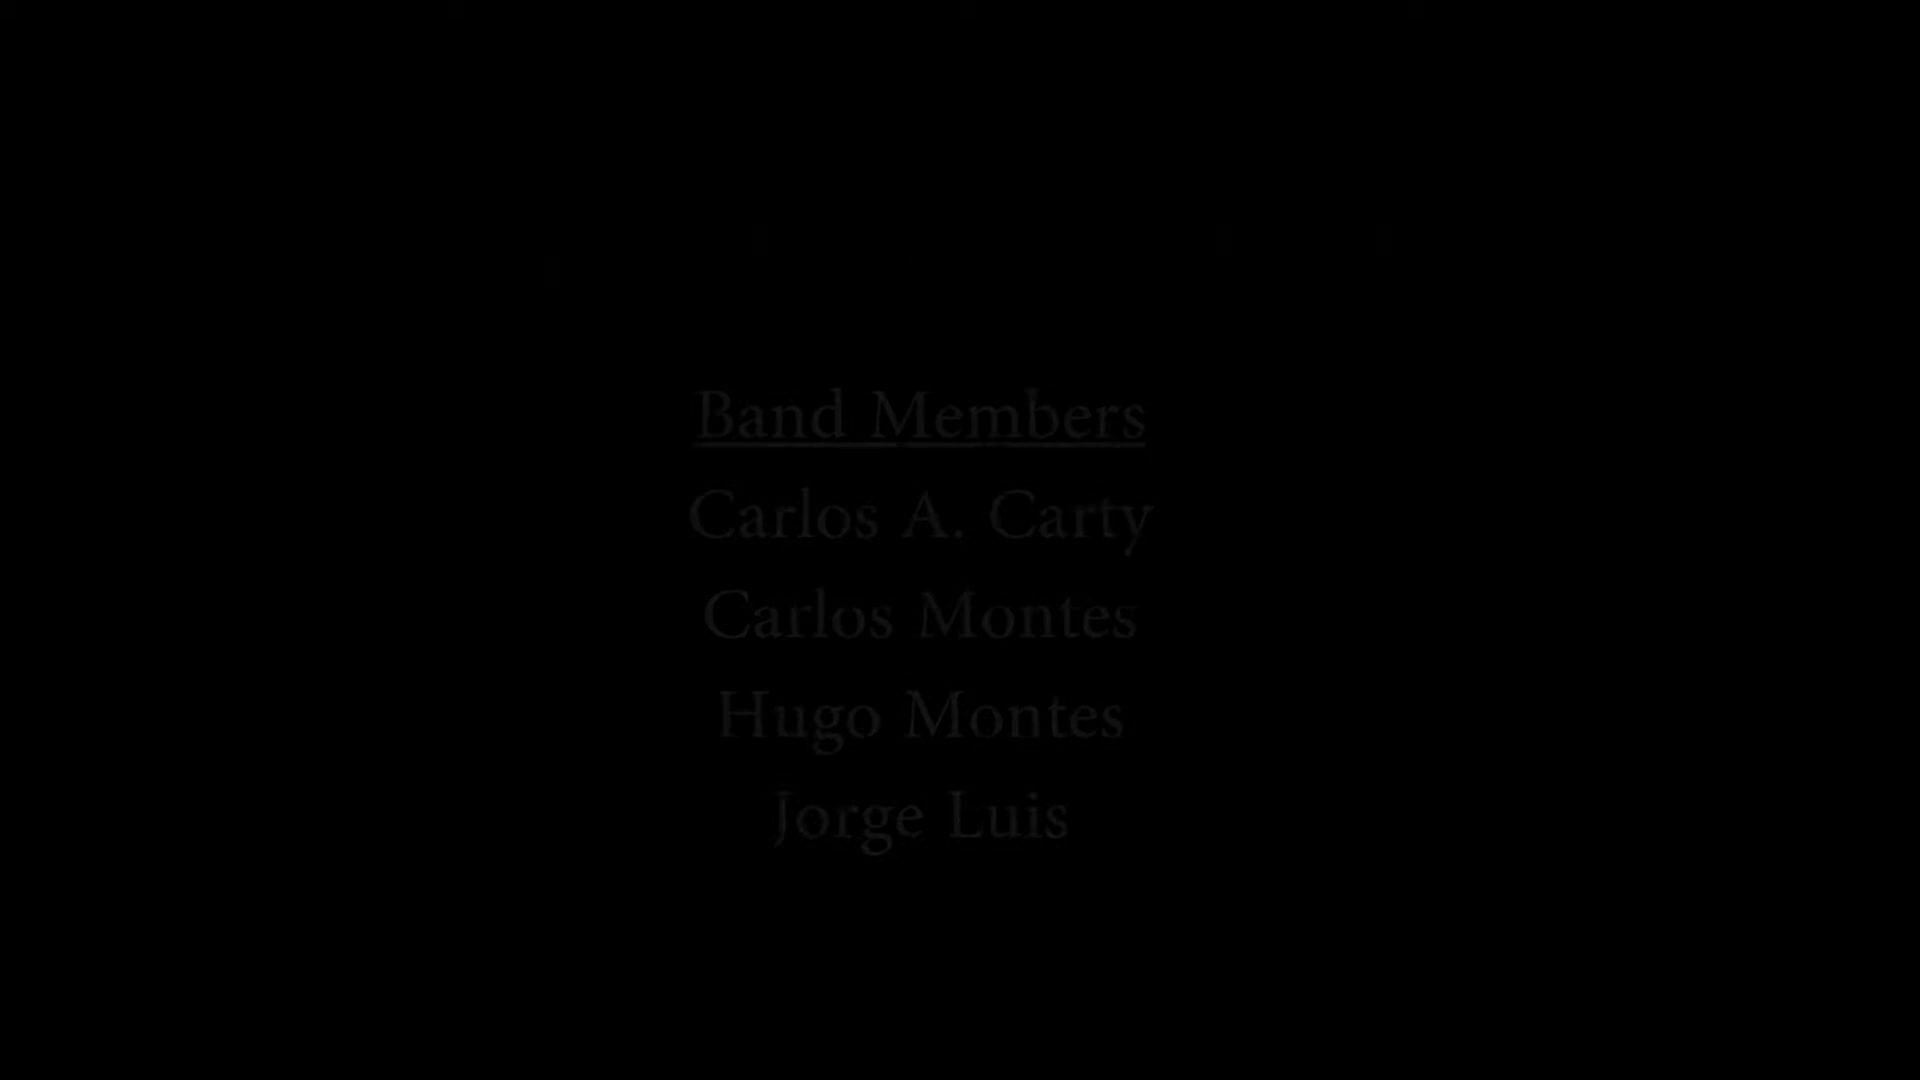 Band Members
Carlos A. Carty
Carlos Montes
Hugo Montes
Jorge Luis